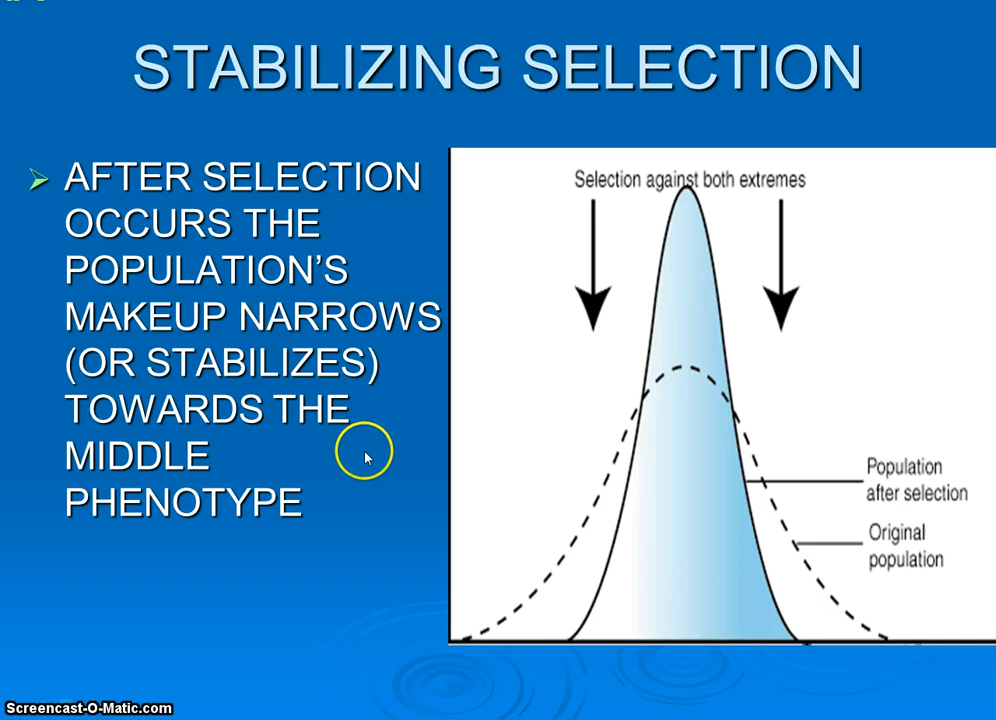 STABILIZING SELECTION
AFTER SELECTION
OCCURS THE
POPULATION’S
MAKEUP NARROWS
(OR STABILIZES)
TOWARDS THE
MIDDLE
PHENOTYPE
Selection against both extremes
Population
after selection
Original
population
Screencast-O-Matic.com